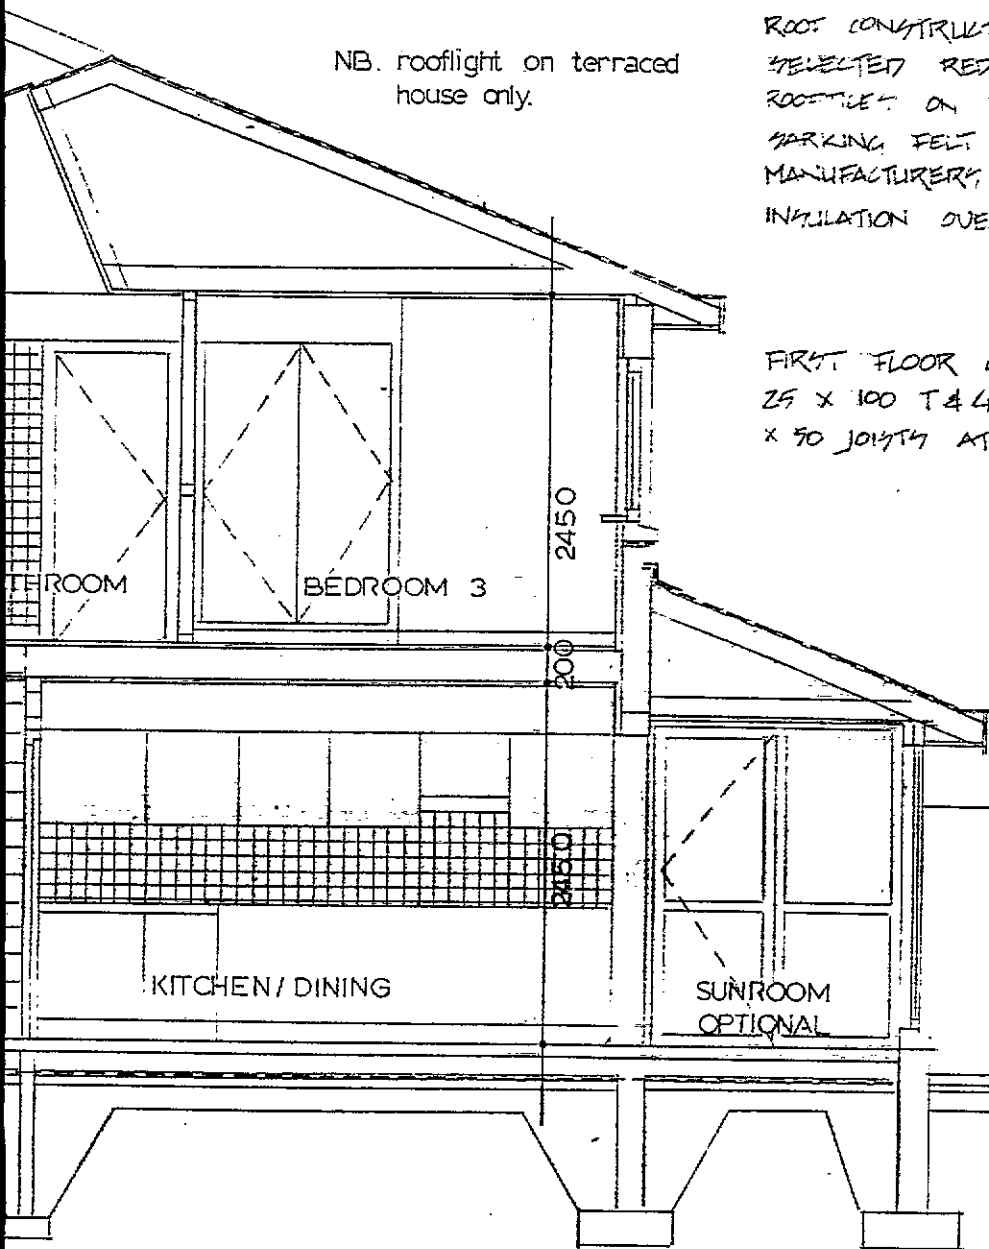 NB. rooflight on terraced
house only.
ROOF CONSTRUCT
SELECTED RED
ROOFTILES ON
SARKING FELT
MANUFACTURERS
INSULATION OVE
FIRST FLOOR
25 X 100 T & G
X 50 JOISTS AT
2450
THROOM
BEDROOM 3
200
2450
KITCHEN / DINING
SUNROOM
OPTIONAL